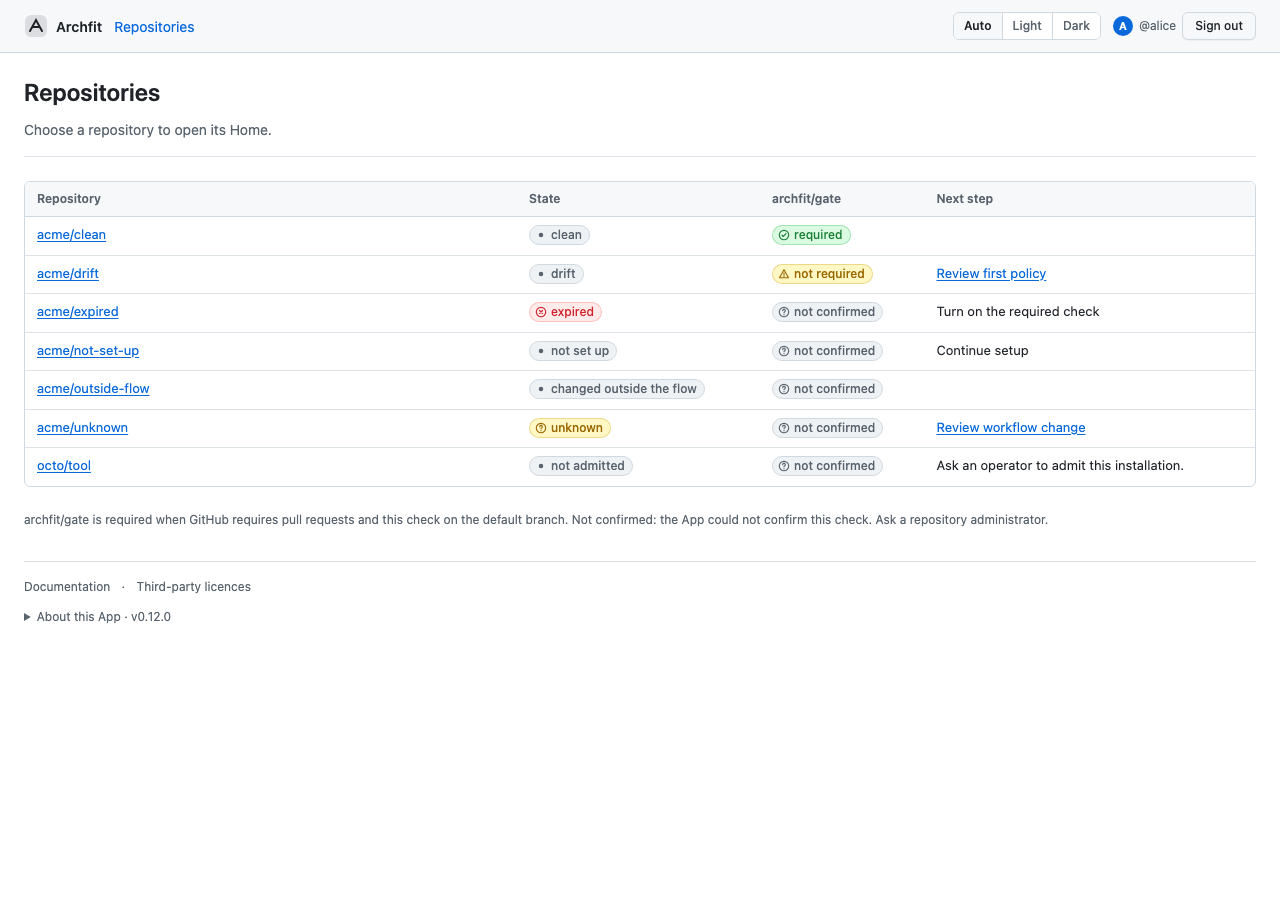 Archfit Repositories Auto Light Dark A @alice Sign out
Repositories
Choose a repository to open its Home.
Repository State archfit/gate Next step
acme/clean clean required
acme/drift drift not required Review first policy
acme/expired expired not confirmed Turn on the required check
acme/not-set-up not set up not confirmed Continue setup
acme/outside-flow changed outside the flow not confirmed
acme/unknown unknown not confirmed Review workflow change
octo/tool not admitted not confirmed Ask an operator to admit this installation.
archfit/gate is required when GitHub requires pull requests and this check on the default branch. Not confirmed: the App could not confirm this check. Ask a repository administrator.
Documentation · Third-party licences
About this App · v0.12.0